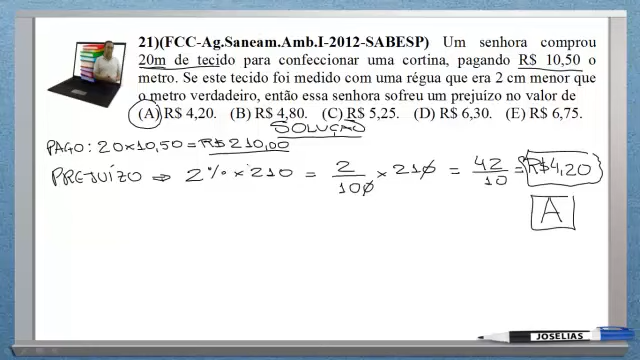 21)(FCC-Ag.Saneam.Amb.I-2012-SABESP) Um senhora comprou
20m de tecido para confeccionar uma cortina, pagando R$ 10,50 o
metro. Se este tecido foi medido com uma régua que era 2 cm menor que
o metro verdadeiro, então essa senhora sofreu um prejuízo no valor de
(A) R$ 4,20. (B) R$ 4,80. (C) R$ 5,25. (D) R$ 6,30. (E) R$ 6,75.
SOLUÇÃO
PAGO: 20x10,50=R$210,00
PREJUÍZO ⇒ 2% x 210 = 2/100 x 210 = 42/10 = R$4,20
A
JOSELIAS